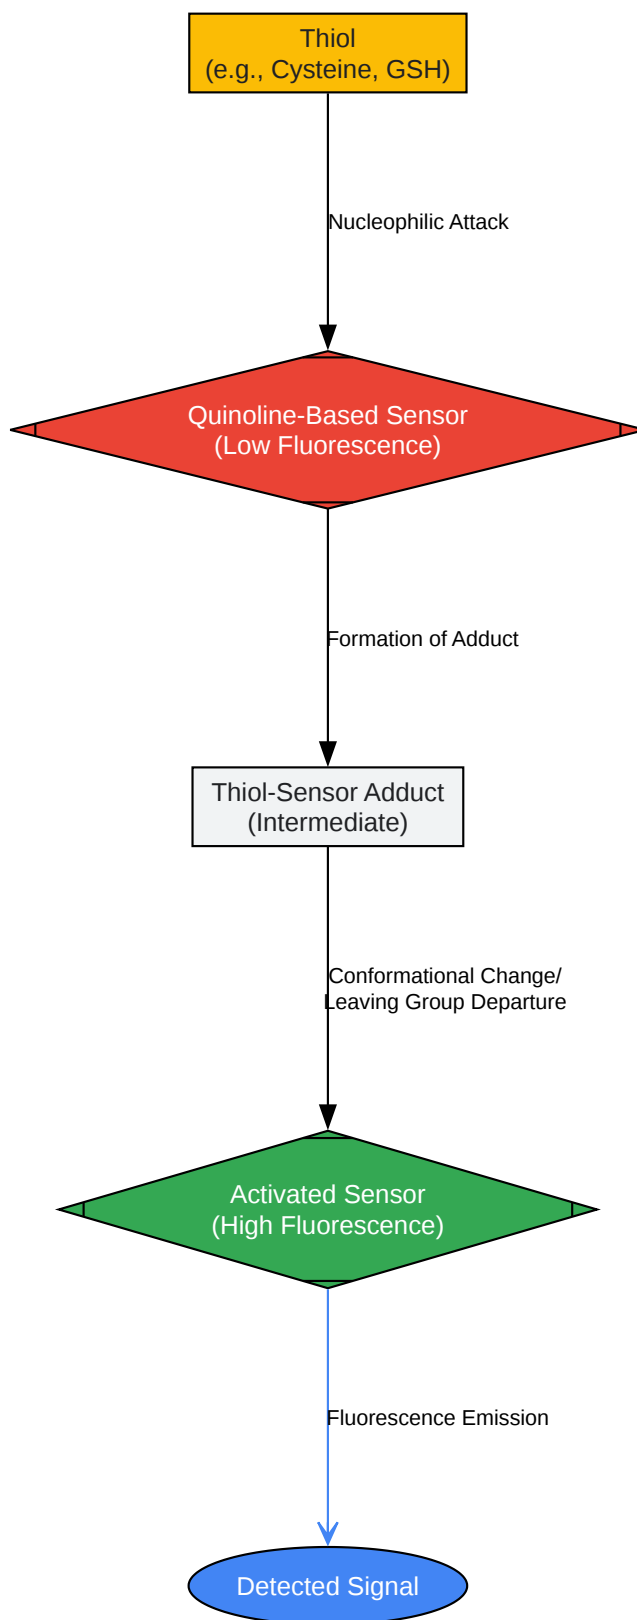 Thiol
(e.g., Cysteine, GSH)
Nucleophilic Attack
Quinoline-Based Sensor
(Low Fluorescence)
Formation of Adduct
Thiol-Sensor Adduct
(Intermediate)
Conformational Change/
Leaving Group Departure
Activated Sensor
(High Fluorescence)
Fluorescence Emission
Detected Signal